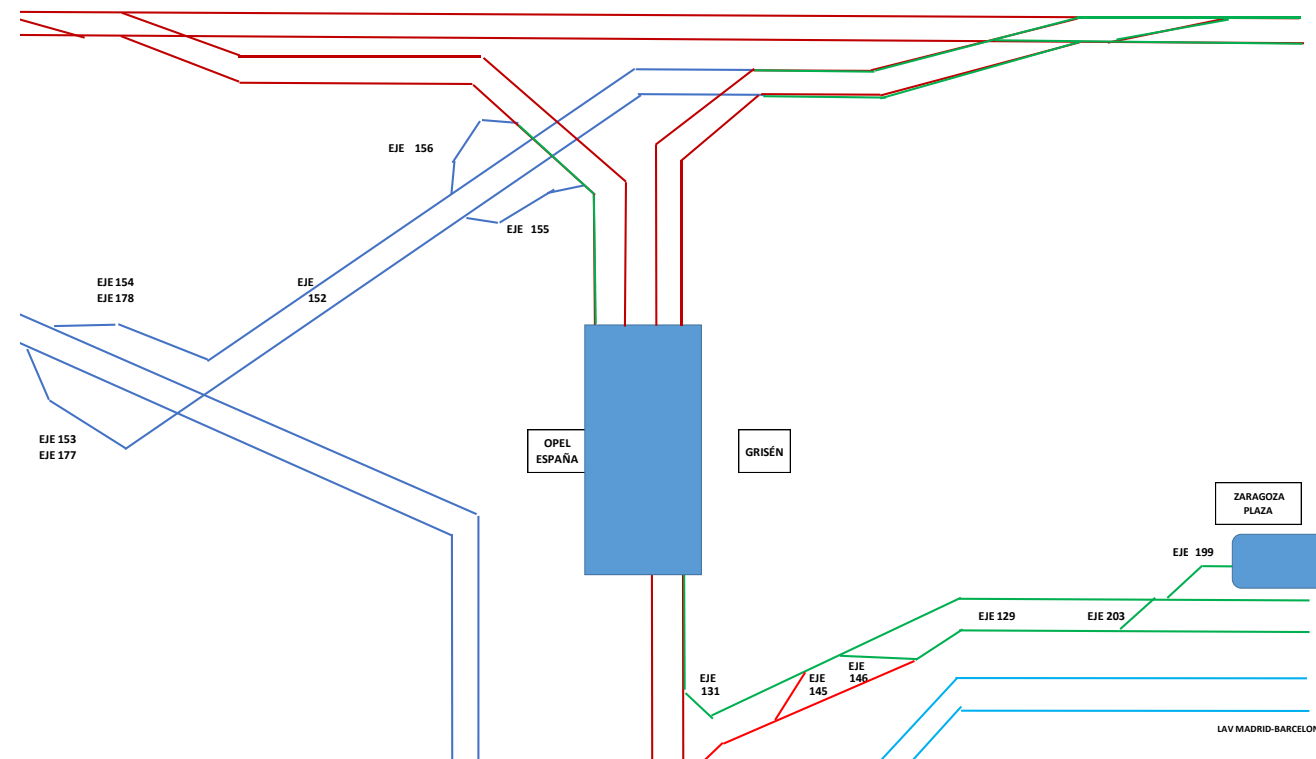 EJE 156
EJE 155
EJE 154
EJE 178
EJE
152
EJE 153
EJE 177
OPEL
ESPAÑA
GRISÉN
ZARAGOZA
PLAZA
EJE 199
EJE 129
EJE 203
EJE
131
EJE
145
EJE
146
LAV MADRID-BARCELON